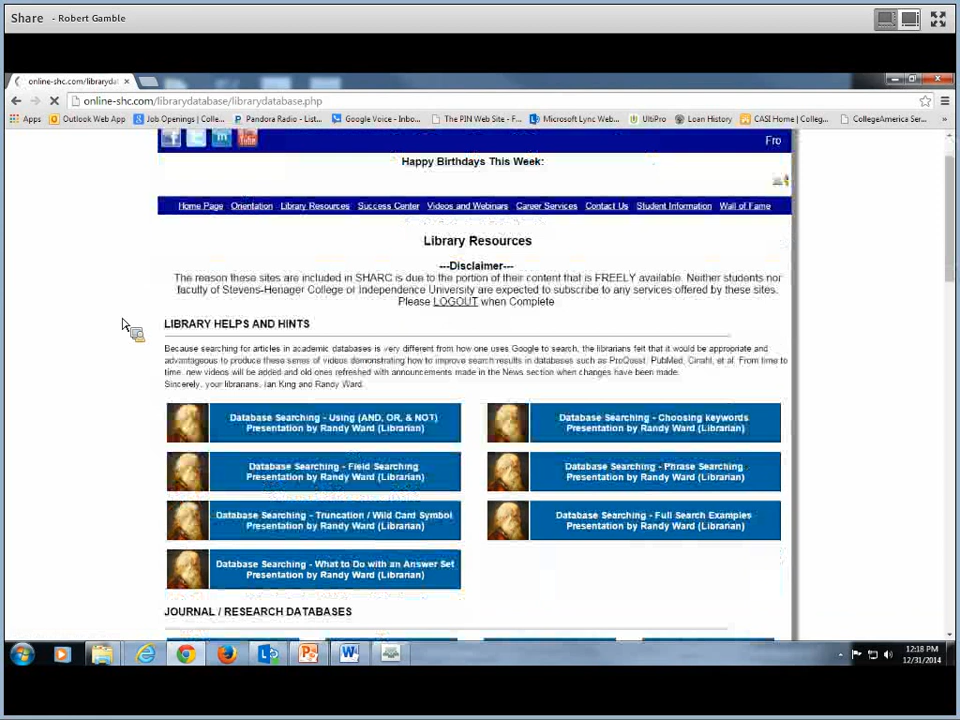 Share - Robert Gamble
online-shc.com/librarydat
online-shc.com/librarydatabase/librarydatabase.php
Apps Outlook Web App Job Openings | Colle... Pandora Radio - List... Google Voice - Inbo... The PIN Web Site - F... Microsoft Lync Web... UltiPro Loan History CASI Home | Colleg... CollegeAmerica Ser... »
Fro
Happy Birthdays This Week:
Home Page Orientation Library Resources Success Center Videos and Webinars Career Services Contact Us Student Information Wall of Fame
Library Resources
---Disclaimer---
The reason these sites are included in SHARC is due to the portion of their content that is FREELY available. Neither students nor
faculty of Stevens-Henager College or Independence University are expected to subscribe to any services offered by these sites.
Please LOGOUT when Complete
LIBRARY HELPS AND HINTS
Because searching for articles in academic databases is very different from how one uses Google to search, the librarians felt that it would be appropriate and
advantageous to produce these series of videos demonstrating how to improve search results in databases such as ProQuest, PubMed, Cinahl, et al. From time to
time, new videos will be added and old ones refreshed with announcements made in the News section when changes have been made.
Sincerely, your librarians, Ian King and Randy Ward.
Database Searching - Using (AND, OR, & NOT)
Presentation by Randy Ward (Librarian)
Database Searching - Choosing keywords
Presentation by Randy Ward (Librarian)
Database Searching - Field Searching
Presentation by Randy Ward (Librarian)
Database Searching - Phrase Searching
Presentation by Randy Ward (Librarian)
Database Searching - Truncation / Wild Card Symbol
Presentation by Randy Ward (Librarian)
Database Searching - Full Search Examples
Presentation by Randy Ward (Librarian)
Database Searching - What to Do with an Answer Set
Presentation by Randy Ward (Librarian)
JOURNAL / RESEARCH DATABASES
12:18 PM
12/31/2014